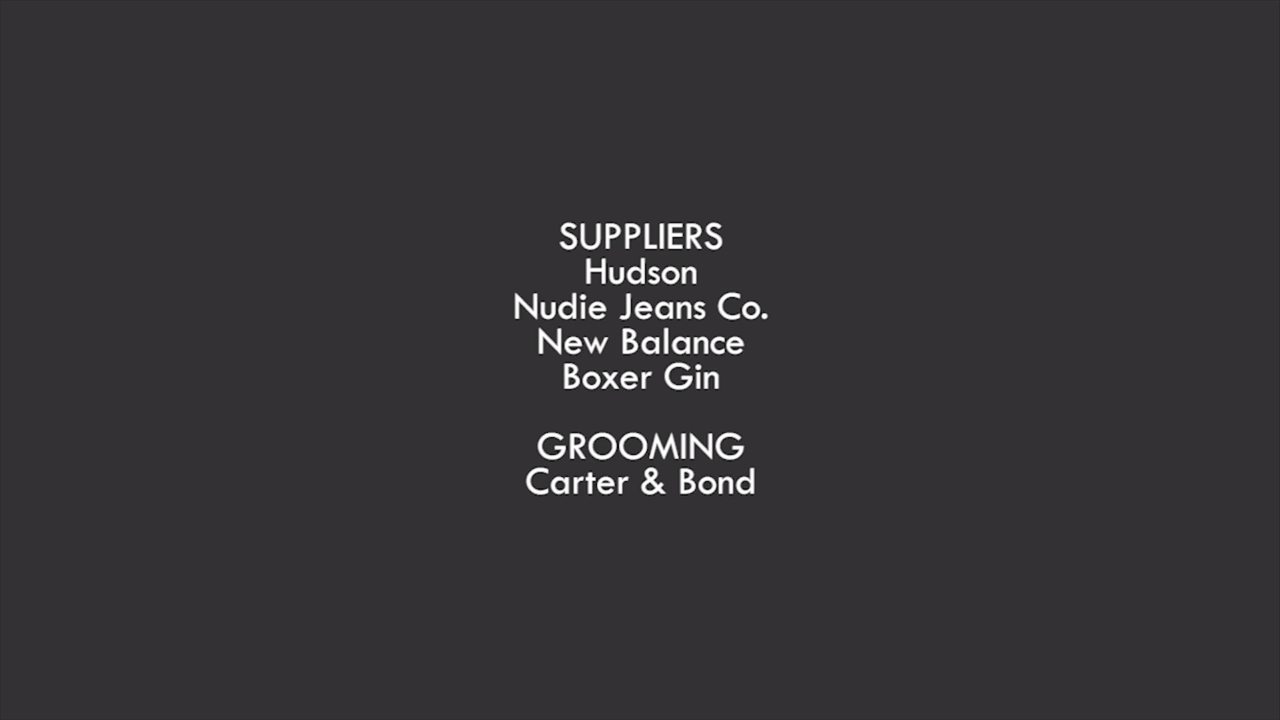 SUPPLIERS
Hudson
Nudie Jeans Co.
New Balance
Boxer Gin
GROOMING
Carter & Bond